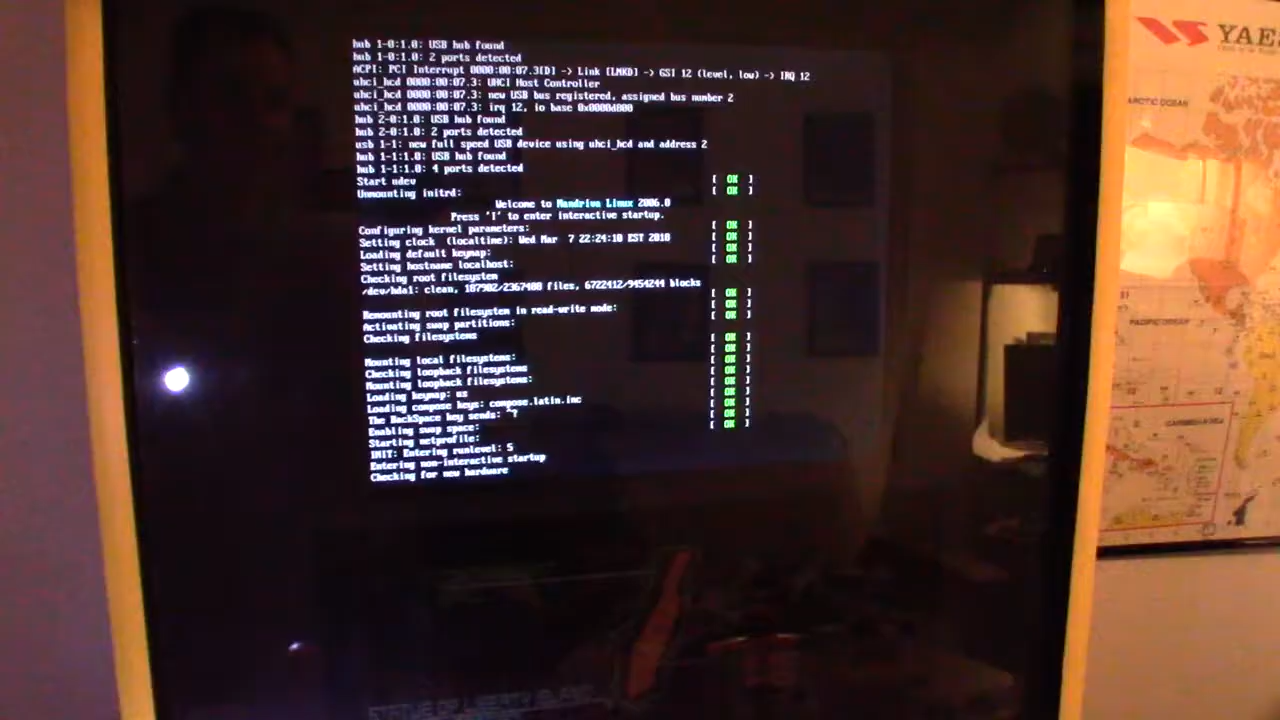 hub 1-0:1.0: USB hub found
hub 1-0:1.0: 2 ports detected
ACPI: PCI Interrupt 0000:00:07.3[D] -> Link [LNKD] -> GSI 12 (level, low) -> IRQ 12
uhci_hcd 0000:00:07.3: UHCI Host Controller
uhci_hcd 0000:00:07.3: new USB bus registered, assigned bus number 2
uhci_hcd 0000:00:07.3: irq 12, io base 0x0000d800
hub 2-0:1.0: USB hub found
hub 2-0:1.0: 2 ports detected
usb 1-1: new full speed USB device using uhci_hcd and address 2
hub 1-1:1.0: USB hub found
hub 1-1:1.0: 4 ports detected
Start udev [ OK ]
Unmounting initrd: [ OK ]
Welcome to Mandriva Linux 2006.0
Press 'I' to enter interactive startup.
Configuring kernel parameters: [ OK ]
Setting clock (localtime): Wed Mar 7 22:24:10 EST 2018 [ OK ]
Loading default keymap: [ OK ]
Setting hostname localhost: [ OK ]
Checking root filesystem
/dev/hda1: clean, 187902/2367488 files, 6722412/9454244 blocks
[ OK ]
Remounting root filesystem in read-write mode: [ OK ]
Activating swap partitions: [ OK ]
Checking filesystems
[ OK ]
Mounting local filesystems: [ OK ]
Checking loopback filesystems [ OK ]
Mounting loopback filesystems: [ OK ]
Loading keymap: us [ OK ]
Loading compose keys: compose.latin.inc [ OK ]
The BackSpace key sends: ^? [ OK ]
Enabling swap space: [ OK ]
Starting netprofile: [ OK ]
INIT: Entering runlevel: 5
Entering non-interactive startup
Checking for new hardware
YAES
ARCTIC OCEAN
PACIFIC OCEAN
CARIBBEAN SEA